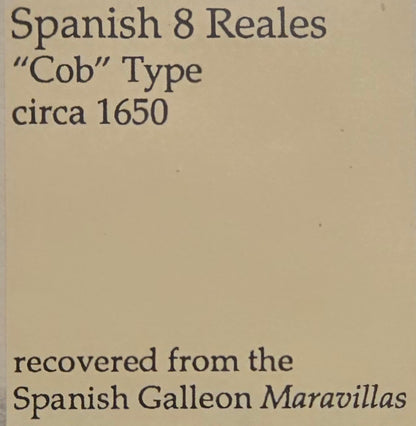 Spanish 8 Reales
“Cob” Type
circa 1650
recovered from the
Spanish Galleon Maravillas